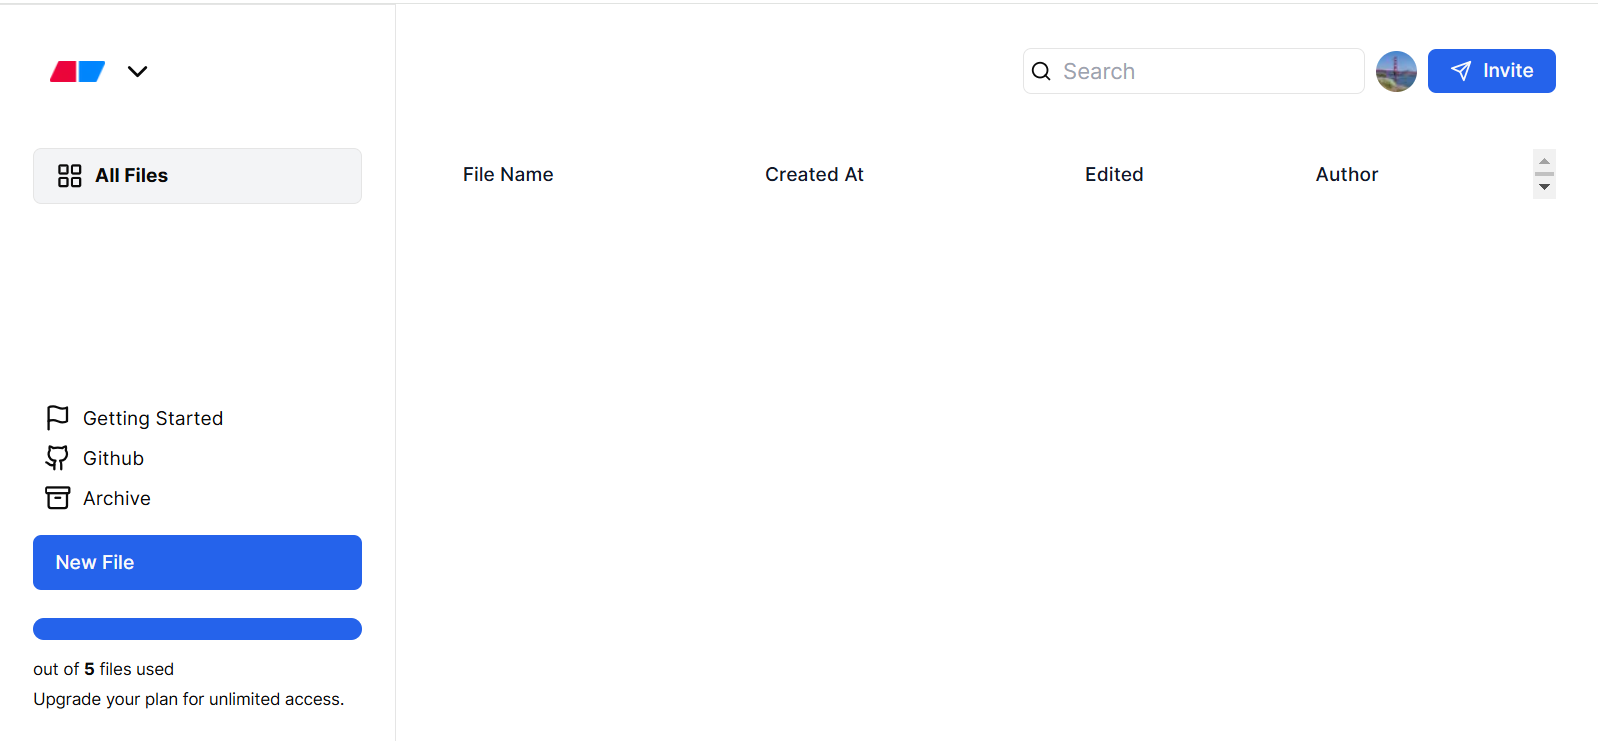 Search
Invite
All Files
File Name Created At Edited Author
Getting Started
Github
Archive
New File
out of 5 files used
Upgrade your plan for unlimited access.